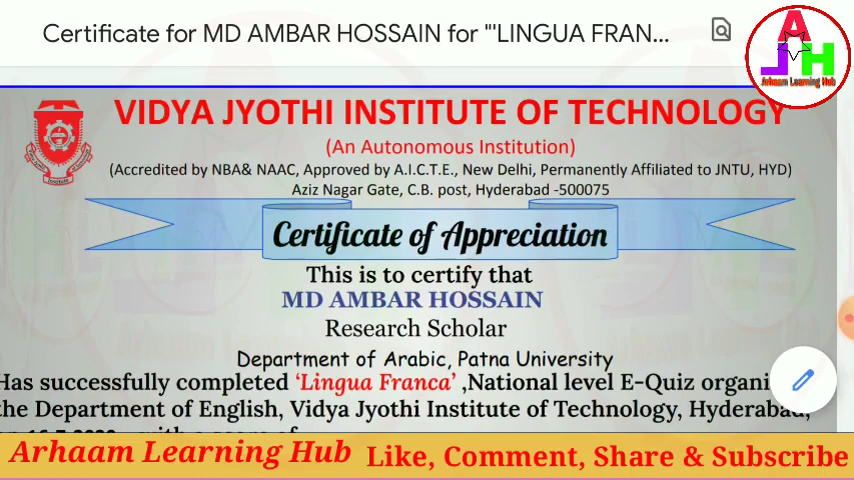 Certificate for MD AMBAR HOSSAIN for "'LINGUA FRAN...
A
J H
Arhaam Learning Hub
VIDYA JYOTHI INSTITUTE OF TECHNOLOGY
(An Autonomous Institution)
(Accredited by NBA& NAAC, Approved by A.I.C.T.E., New Delhi, Permanently Affiliated to JNTU, HYD)
Aziz Nagar Gate, C.B. post, Hyderabad -500075
Certificate of Appreciation
This is to certify that
MD AMBAR HOSSAIN
Research Scholar
Department of Arabic, Patna University
Has successfully completed 'Lingua Franca' ,National level E-Quiz organi
the Department of English, Vidya Jyothi Institute of Technology, Hyderabad,
with a score of
Arhaam Learning Hub Like, Comment, Share & Subscribe